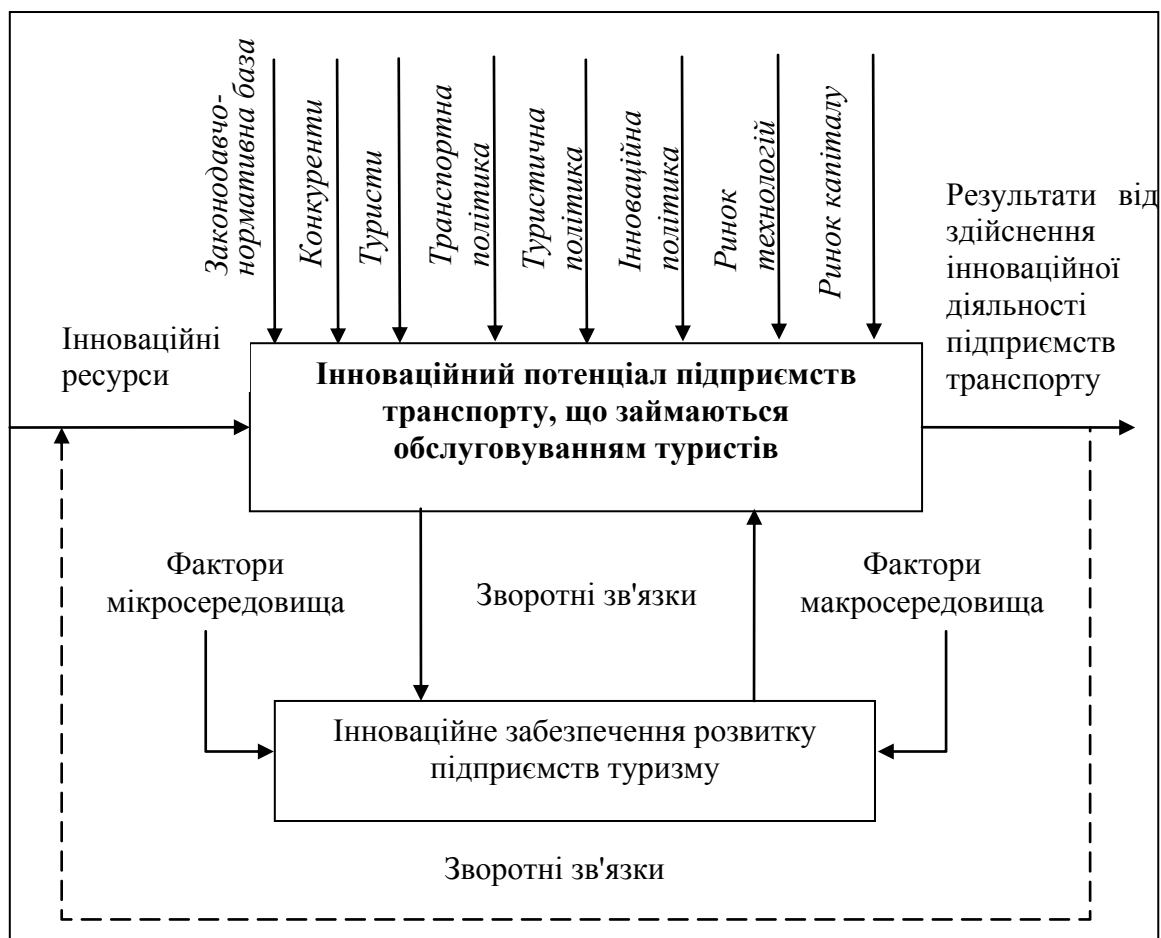 Законодавчо-
нормативна база
Конкуренти
Туристи
Транспортна
політика
Туристична
політика
Інноваційна
політика
Ринок
технологій
Ринок капіталу
Результати від
здійснення
інноваційної
діяльності
підприємств
транспорту
Інноваційні
ресурси
Інноваційний потенціал підприємств
транспорту, що займаються
обслуговуванням туристів
Фактори
мікросередовища
Зворотні зв'язки
Фактори
макросередовища
Інноваційне забезпечення розвитку
підприємств туризму
Зворотні зв'язки